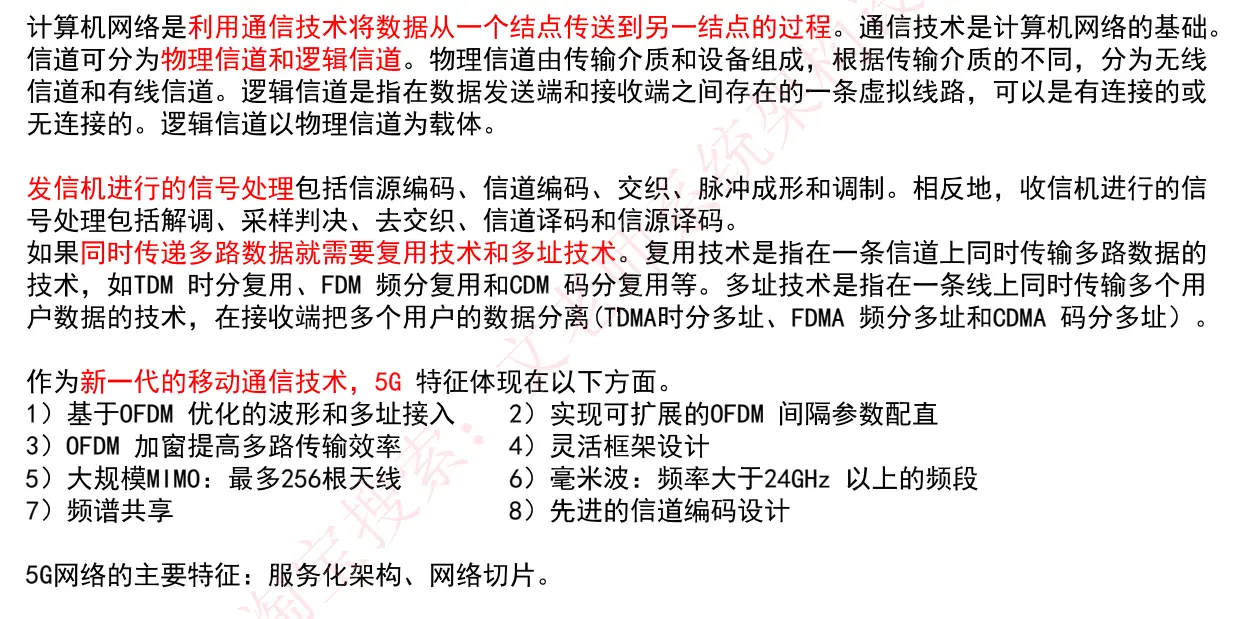 计算机网络是利用通信技术将数据从一个结点传送到另一结点的过程。通信技术是计算机网络的基础。
信道可分为物理信道和逻辑信道。物理信道由传输介质和设备组成，根据传输介质的不同，分为无线
信道和有线信道。逻辑信道是指在数据发送端和接收端之间存在的一条虚拟线路，可以是有连接的或
无连接的。逻辑信道以物理信道为载体。
发信机进行的信号处理包括信源编码、信道编码、交织、脉冲成形和调制。相反地，收信机进行的信
号处理包括解调、采样判决、去交织、信道译码和信源译码。
如果同时传递多路数据就需要复用技术和多址技术。复用技术是指在一条信道上同时传输多路数据的
技术，如TDM 时分复用、FDM 频分复用和CDM 码分复用等。多址技术是指在一条线上同时传输多个用
户数据的技术，在接收端把多个用户的数据分离(TDMA时分多址、FDMA 频分多址和CDMA 码分多址）。
作为新一代的移动通信技术，5G 特征体现在以下方面。
1）基于OFDM 优化的波形和多址接入 2）实现可扩展的OFDM 间隔参数配直
3）OFDM 加窗提高多路传输效率 4）灵活框架设计
5）大规模MIMO：最多256根天线 6）毫米波：频率大于24GHz 以上的频段
7）频谱共享 8）先进的信道编码设计
5G网络的主要特征：服务化架构、网络切片。
淘宝搜索：文老师系统架构